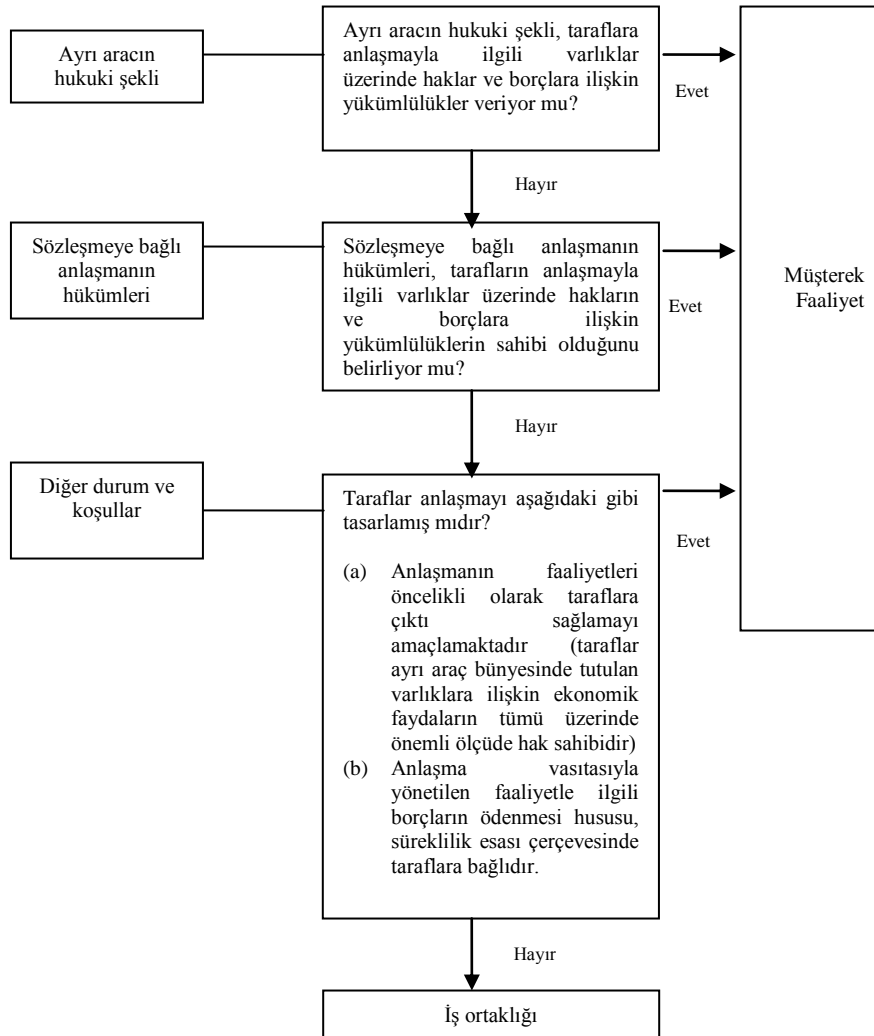 Ayrı aracın
hukuki şekli
Ayrı aracın hukuki şekli, taraflara
anlaşmayla ilgili varlıklar
üzerinde haklar ve borçlara ilişkin
yükümlülükler veriyor mu?
Evet
Hayır
Sözleşmeye bağlı
anlaşmanın
hükümleri
Sözleşmeye bağlı anlaşmanın
hükümleri, tarafların anlaşmayla
ilgili varlıklar üzerinde hakların
ve borçlara ilişkin
yükümlülüklerin sahibi olduğunu
belirliyor mu?
Evet
Müşterek
Faaliyet
Hayır
Diğer durum ve
koşullar
Taraflar anlaşmayı aşağıdaki gibi
tasarlamış mıdır?
Evet
(a) Anlaşmanın faaliyetleri
öncelikli olarak taraflara
çıktı sağlamayı
amaçlamaktadır (taraflar
ayrı araç bünyesinde tutulan
varlıklara ilişkin ekonomik
faydaların tümü üzerinde
önemli ölçüde hak sahibidir)
(b) Anlaşma vasıtasıyla
yönetilen faaliyetle ilgili
borçların ödenmesi hususu,
süreklilik esası çerçevesinde
taraflara bağlıdır.
Hayır
İş ortaklığı